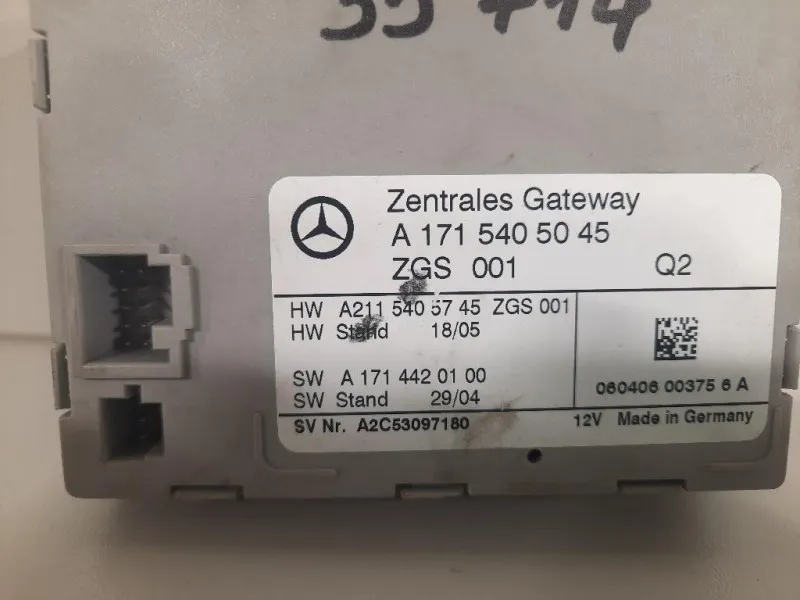 Zentrales Gateway
A 171 540 50 45
ZGS 001 Q2
HW A211 540 57 45 ZGS 001
HW Stand 18/05
SW A 171 442 01 00
SW Stand 29/04
060406 00375 6 A
SV Nr. A2C53097180
12V Made in Germany